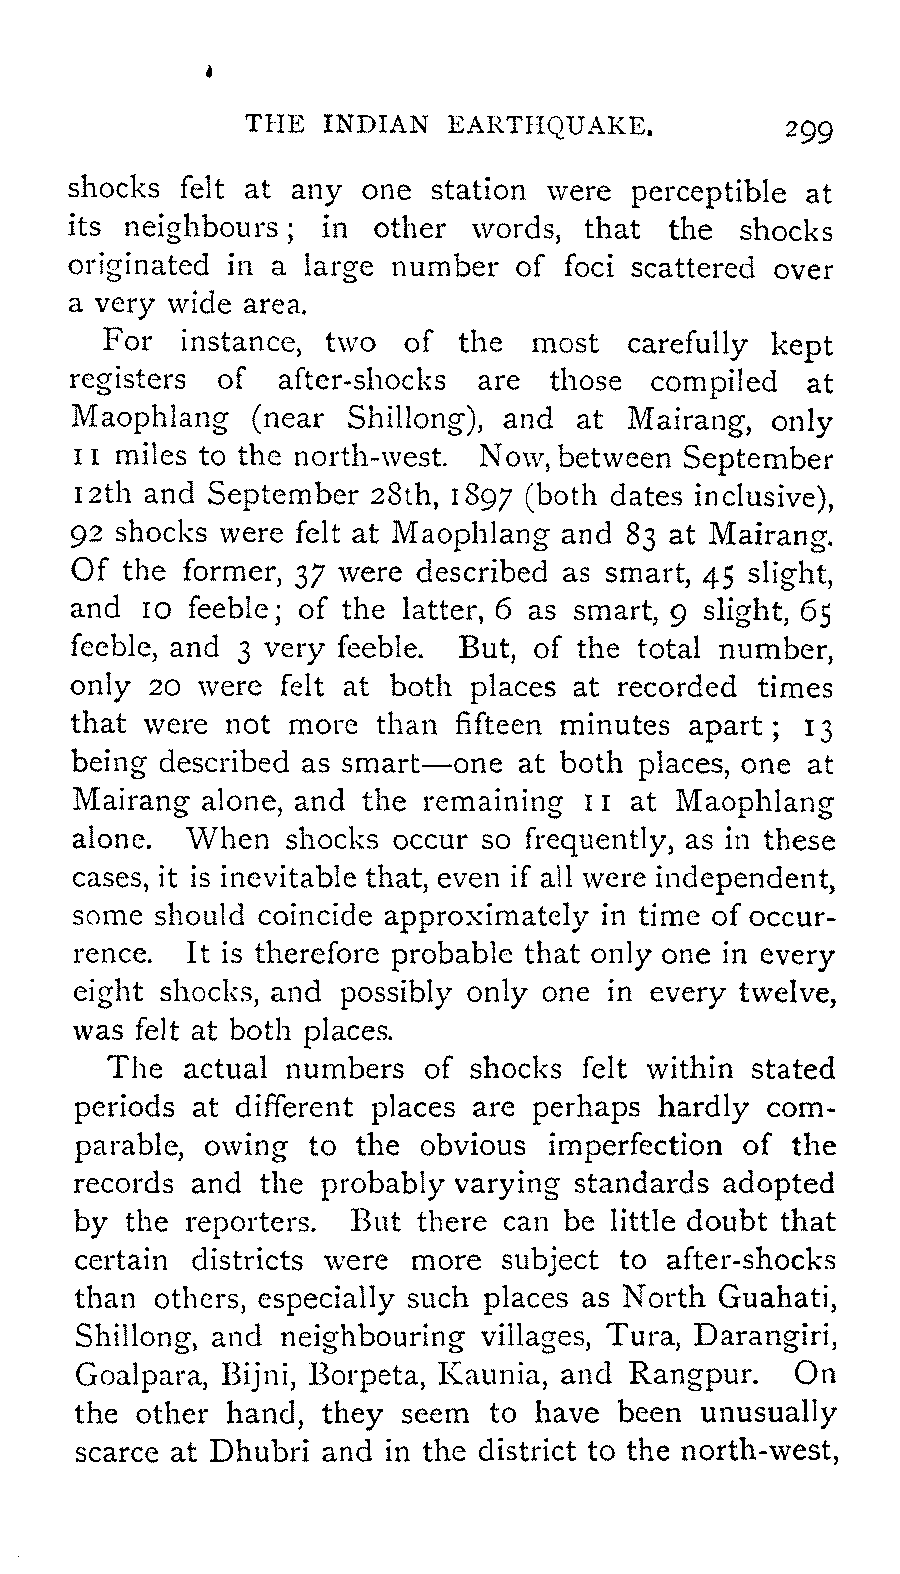 THE INDIAN EARTHQUAKE. 299
shocks felt at any one station were perceptible at
its neighbours; in other words, that the shocks
originated in a large number of foci scattered over
a very wide area.
For instance, two of the most carefully kept
registers of after-shocks are those compiled at
Maophlang (near Shillong), and at Mairang, only
11 miles to the north-west. Now, between September
12th and September 28th, 1897 (both dates inclusive),
92 shocks were felt at Maophlang and 83 at Mairang.
Of the former, 37 were described as smart, 45 slight,
and 10 feeble; of the latter, 6 as smart, 9 slight, 65
feeble, and 3 very feeble. But, of the total number,
only 20 were felt at both places at recorded times
that were not more than fifteen minutes apart; 13
being described as smart—one at both places, one at
Mairang alone, and the remaining 11 at Maophlang
alone. When shocks occur so frequently, as in these
cases, it is inevitable that, even if all were independent,
some should coincide approximately in time of occur-
rence. It is therefore probable that only one in every
eight shocks, and possibly only one in every twelve,
was felt at both places.
The actual numbers of shocks felt within stated
periods at different places are perhaps hardly com-
parable, owing to the obvious imperfection of the
records and the probably varying standards adopted
by the reporters. But there can be little doubt that
certain districts were more subject to after-shocks
than others, especially such places as North Guahati,
Shillong, and neighbouring villages, Tura, Darangiri,
Goalpara, Bijni, Borpeta, Kaunia, and Rangpur. On
the other hand, they seem to have been unusually
scarce at Dhubri and in the district to the north-west,